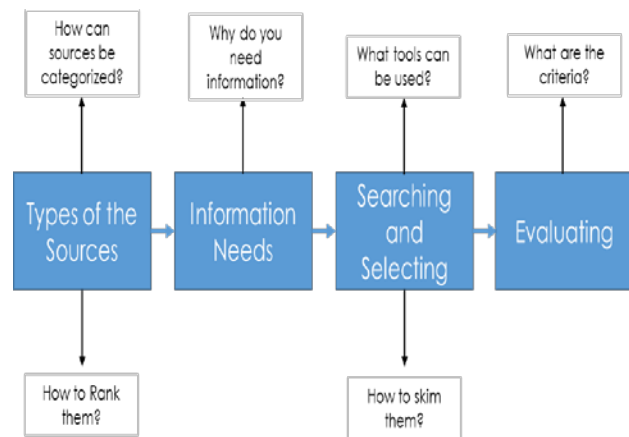 How can
sources be
categorized?
Why do you
need
information?
What tools can
be used?
What are the
criteria?
Types of the
Sources
Information
Needs
Searching
and
Selecting
Evaluating
How to Rank
them?
How to skim
them?